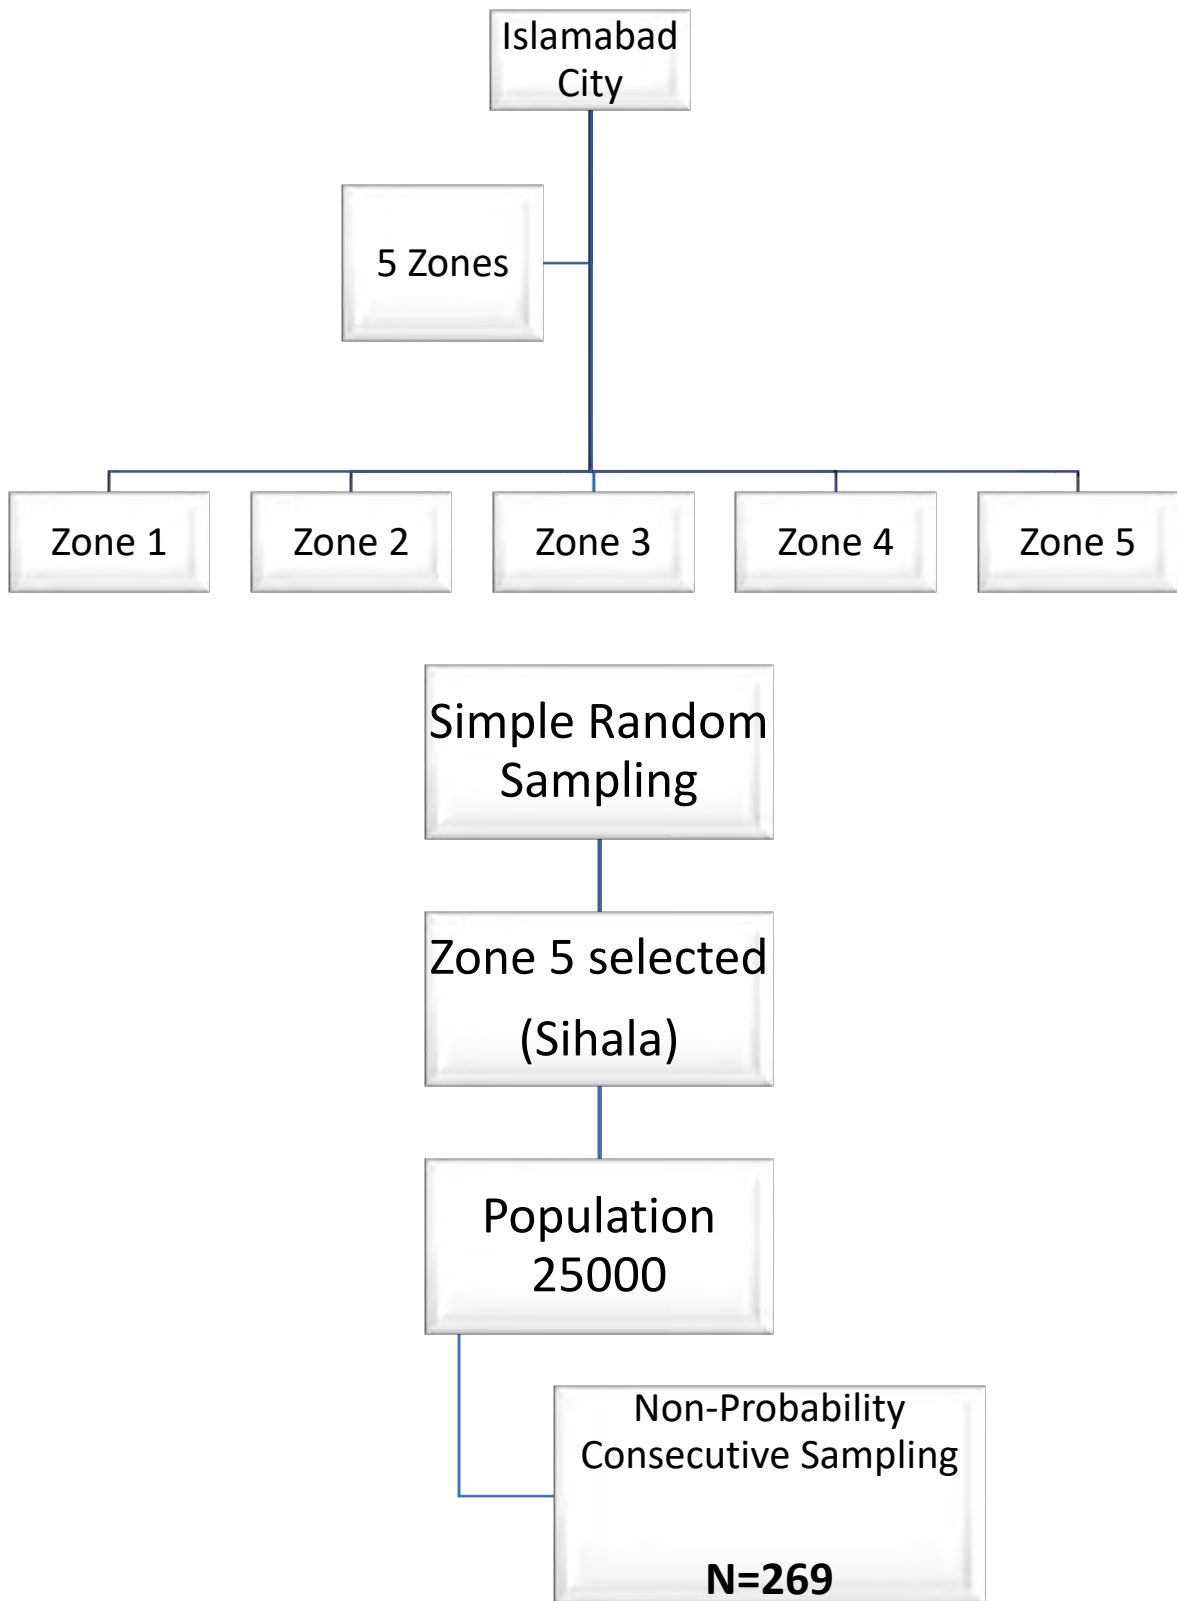 Islamabad
City
5 Zones
Zone 1
Zone 2
Zone 3
Zone 4
Zone 5
Simple Random
Sampling
Zone 5 selected
(Sihala)
Population
25000
Non-Probability
Consecutive Sampling
N=269